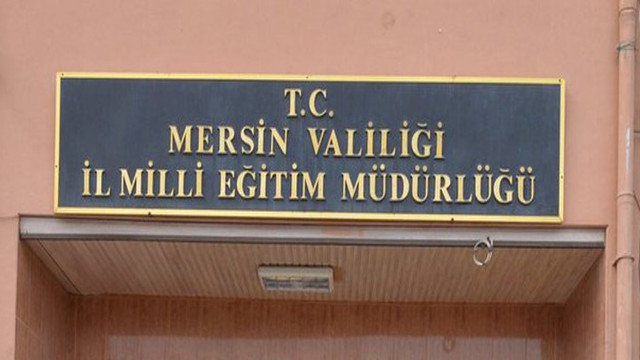 T.C.
MERSİN VALİLİĞİ
İL MİLLİ EĞİTİM MÜDÜRLÜĞÜ